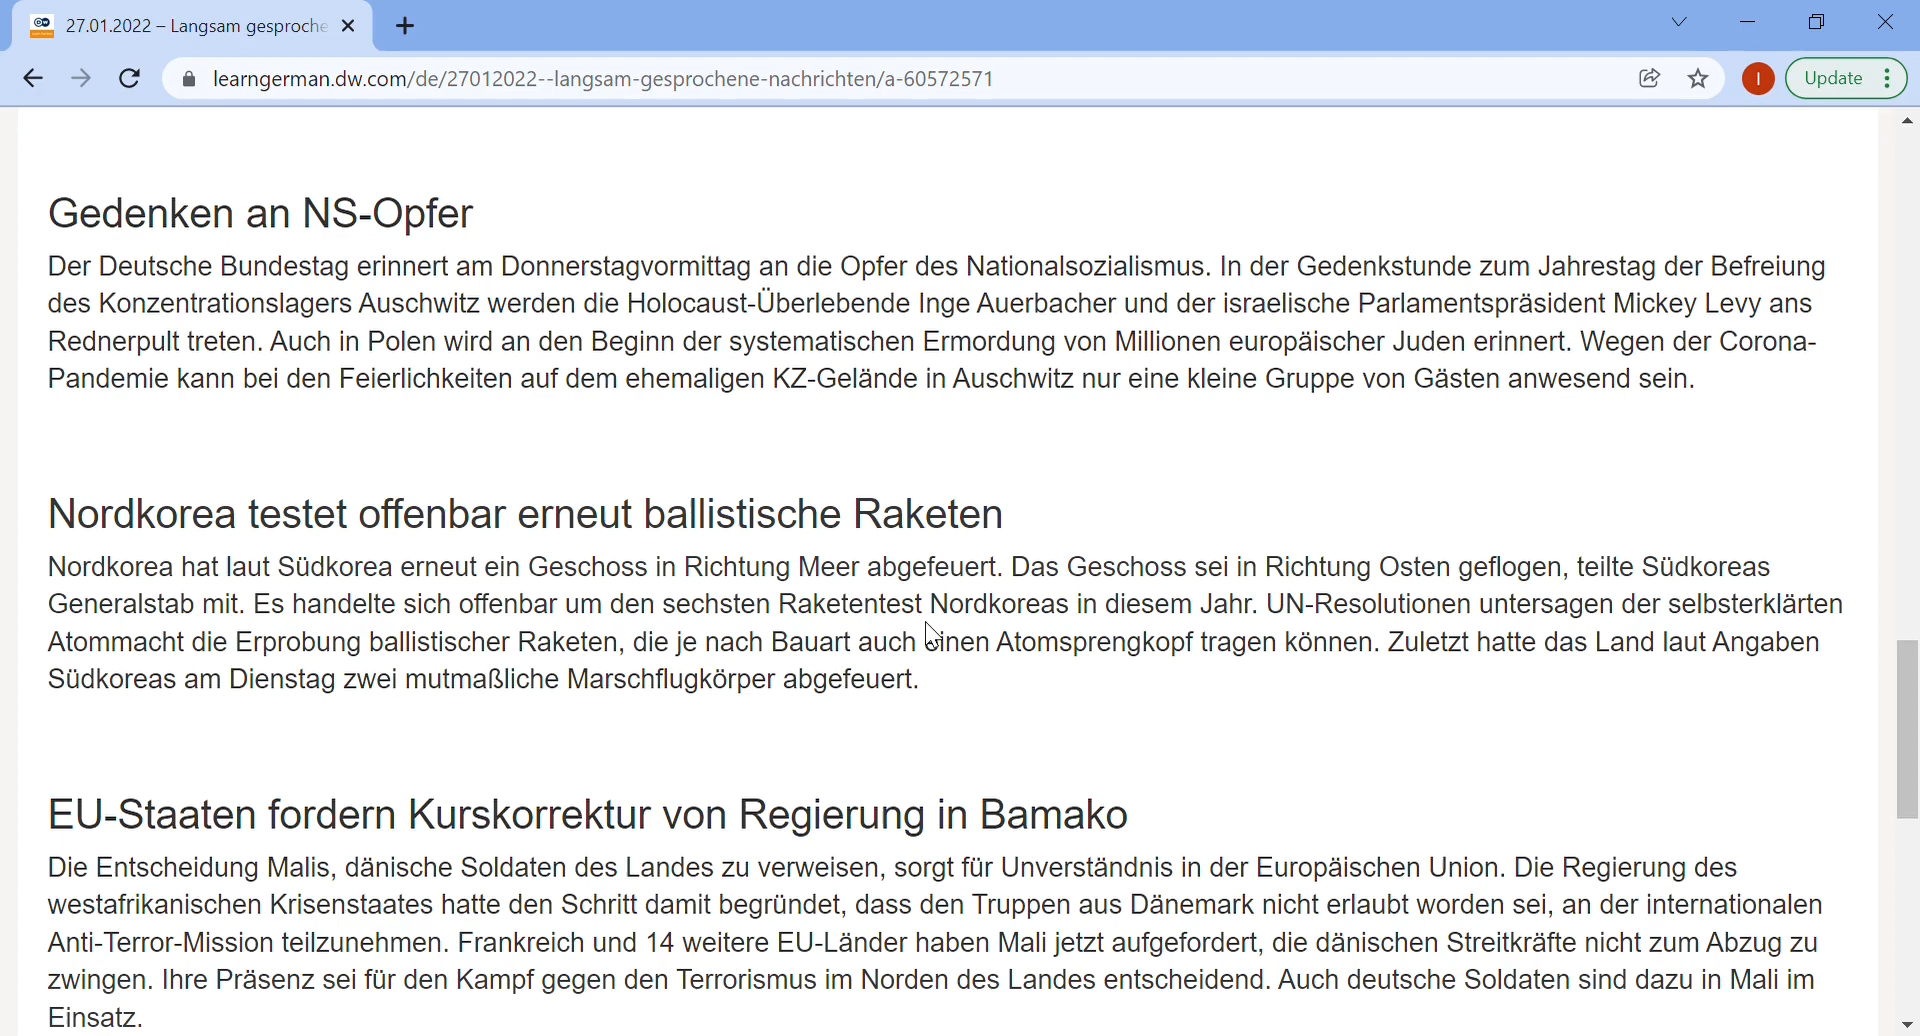 27.01.2022 – Langsam gesproche
learngerman.dw.com/de/27012022--langsam-gesprochene-nachrichten/a-60572571
I
Update
Gedenken an NS-Opfer
Der Deutsche Bundestag erinnert am Donnerstagvormittag an die Opfer des Nationalsozialismus. In der Gedenkstunde zum Jahrestag der Befreiung
des Konzentrationslagers Auschwitz werden die Holocaust-Überlebende Inge Auerbacher und der israelische Parlamentspräsident Mickey Levy ans
Rednerpult treten. Auch in Polen wird an den Beginn der systematischen Ermordung von Millionen europäischer Juden erinnert. Wegen der Corona-
Pandemie kann bei den Feierlichkeiten auf dem ehemaligen KZ-Gelände in Auschwitz nur eine kleine Gruppe von Gästen anwesend sein.
Nordkorea testet offenbar erneut ballistische Raketen
Nordkorea hat laut Südkorea erneut ein Geschoss in Richtung Meer abgefeuert. Das Geschoss sei in Richtung Osten geflogen, teilte Südkoreas
Generalstab mit. Es handelte sich offenbar um den sechsten Raketentest Nordkoreas in diesem Jahr. UN-Resolutionen untersagen der selbsterklärten
Atommacht die Erprobung ballistischer Raketen, die je nach Bauart auch einen Atomsprengkopf tragen können. Zuletzt hatte das Land laut Angaben
Südkoreas am Dienstag zwei mutmaßliche Marschflugkörper abgefeuert.
EU-Staaten fordern Kurskorrektur von Regierung in Bamako
Die Entscheidung Malis, dänische Soldaten des Landes zu verweisen, sorgt für Unverständnis in der Europäischen Union. Die Regierung des
westafrikanischen Krisenstaates hatte den Schritt damit begründet, dass den Truppen aus Dänemark nicht erlaubt worden sei, an der internationalen
Anti-Terror-Mission teilzunehmen. Frankreich und 14 weitere EU-Länder haben Mali jetzt aufgefordert, die dänischen Streitkräfte nicht zum Abzug zu
zwingen. Ihre Präsenz sei für den Kampf gegen den Terrorismus im Norden des Landes entscheidend. Auch deutsche Soldaten sind dazu in Mali im
Einsatz.